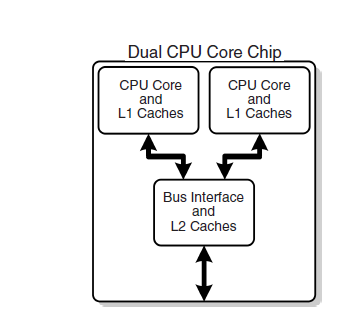 Dual CPU Core Chip
CPU Core
and
L1 Caches
CPU Core
and
L1 Caches
Bus Interface
and
L2 Caches